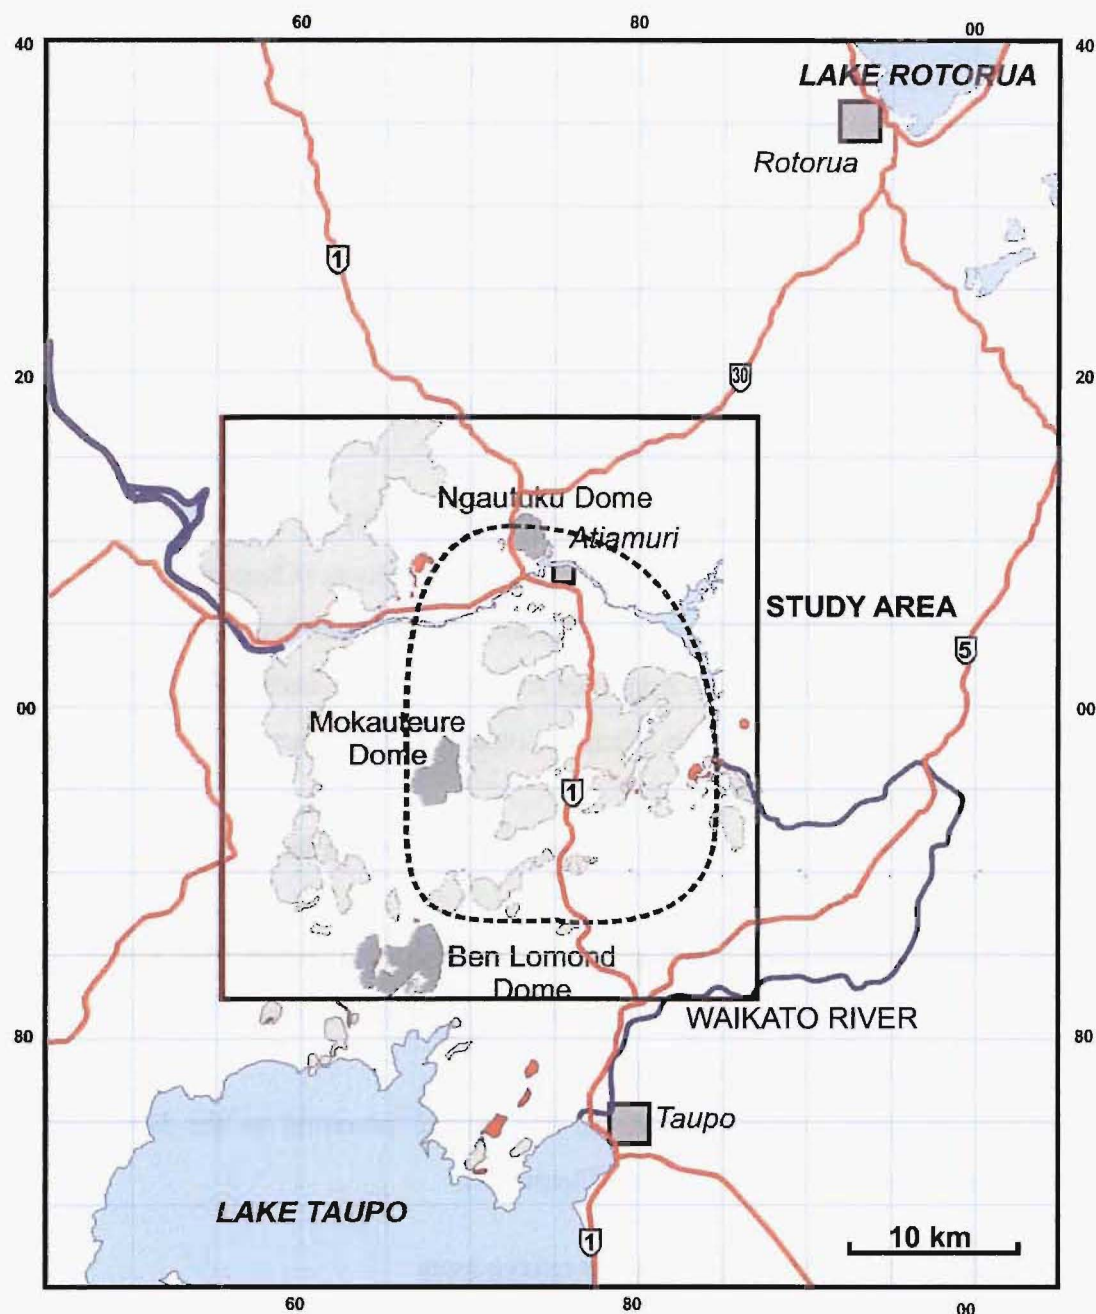 60
80
00
40
40
LAKE ROTORUA
Rotorua
1
20
30
20
Ngautuku Dome
Atiamuri
STUDY AREA
5
00
Mokauteure
Dome
00
1
Ben Lomond
Dome
80
WAIKATO RIVER
80
Taupo
LAKE TAUPO
10 km
1
60
80
00